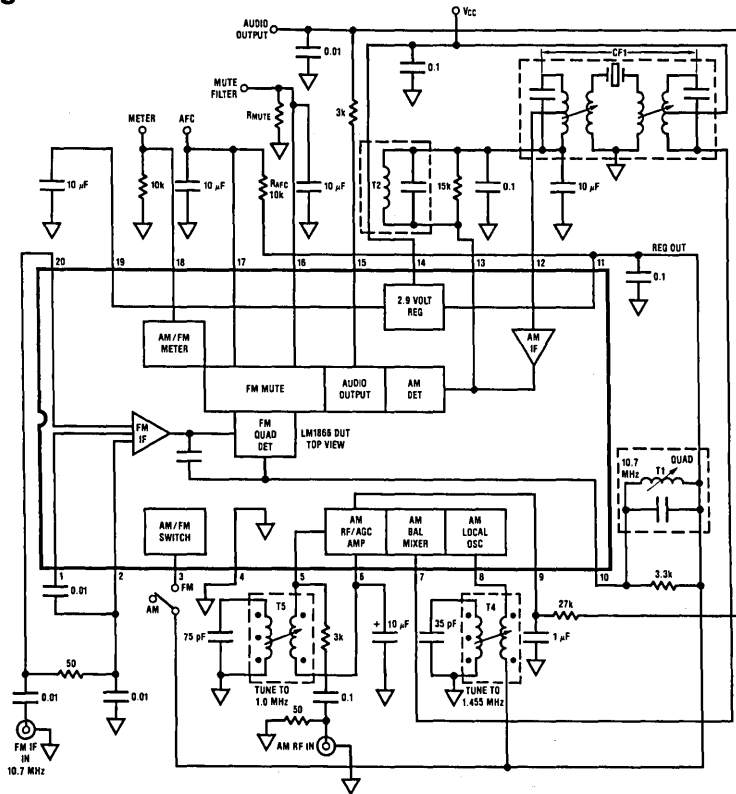 g
AUDIO
OUTPUT
0.01
VCC
0.1
CF1
MUTE
FILTER
RMUTE
3k
METER
AFC
10 µF
10k
10 µF
RAFC
10k
10 µF
T2
15k
0.1
10 µF
20
19
18
17
16
15
14
13
12
11
REG OUT
0.1
2.9 VOLT
REG
AM/FM
METER
AM
IF
FM MUTE
AUDIO
OUTPUT
AM
DET
FM
IF
FM
QUAD
DET
LM1866 DUT
TOP VIEW
10.7
MHz
QUAD
T1
AM/FM
SWITCH
AM
RF/AGC
AMP
AM
BAL
MIXER
AM
LOCAL
OSC
1
2
3
4
5
6
7
8
9
10
0.01
FM
AM
75 pF
T5
3k
+
10 µF
35 pF
T4
27k
1 µF
3.3k
50
0.01
0.01
TUNE TO
1.0 MHz
0.1
TUNE TO
1.455 MHz
50
FM IF
IN
10.7 MHz
AM RF IN